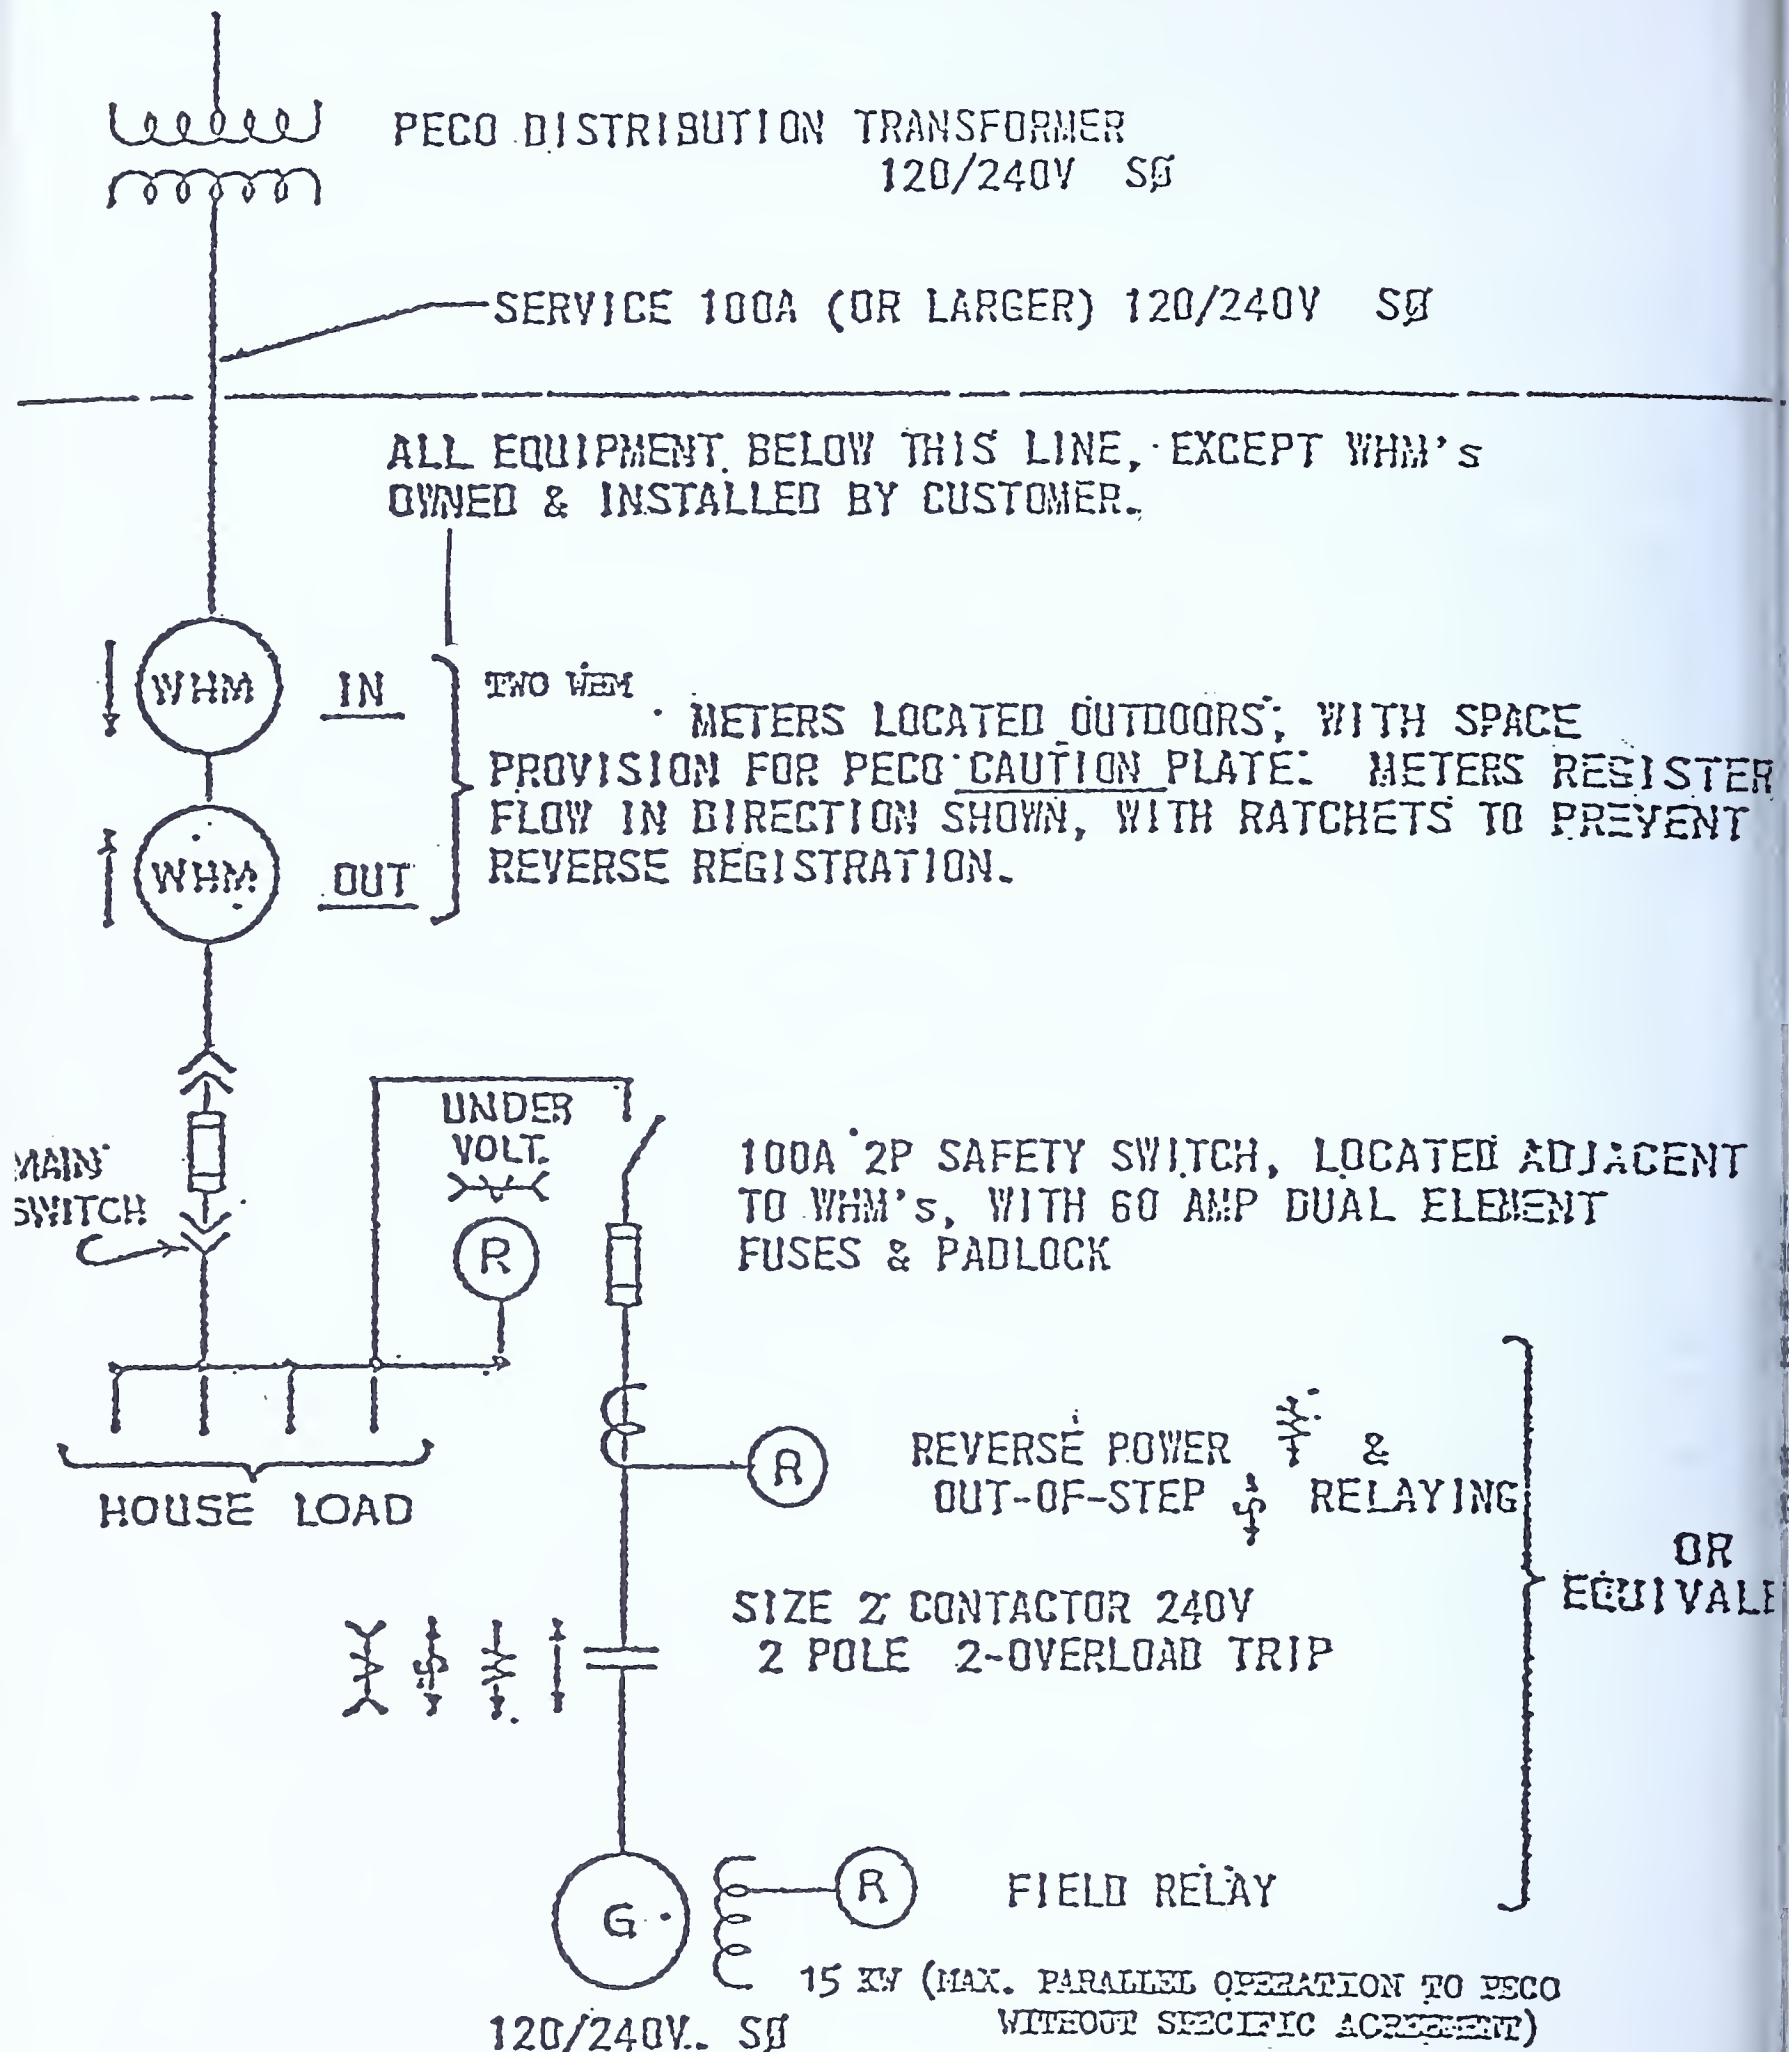 PECO DISTRIBUTION TRANSFORMER
120/240V SØ
SERVICE 100A (OR LARGER) 120/240V SØ
ALL EQUIPMENT BELOW THIS LINE, EXCEPT WHM's
OWNED & INSTALLED BY CUSTOMER.
WHM
IN
TWO WHM
METERS LOCATED OUTDOORS, WITH SPACE
PROVISION FOR PECO CAUTION PLATE. METERS REGISTER
FLOW IN DIRECTION SHOWN, WITH RATCHETS TO PREVENT
REVERSE REGISTRATION.
WHM
OUT
MAIN
SWITCH
UNDER
VOLT.
R
100A 2P SAFETY SWITCH, LOCATED ADJACENT
TO WHM's, WITH 60 AMP DUAL ELEMENT
FUSES & PADLOCK
HOUSE LOAD
R
REVERSE POWER &
OUT-OF-STEP RELAYING
OR
EQUIVALE
SIZE 2 CONTACTOR 240V
2 POLE 2-OVERLOAD TRIP
G
R
FIELD RELAY
15 KW (MAX. PARALLEL OPERATION TO PECO
WITHOUT SPECIFIC AGREEMENT)
120/240V. SØ